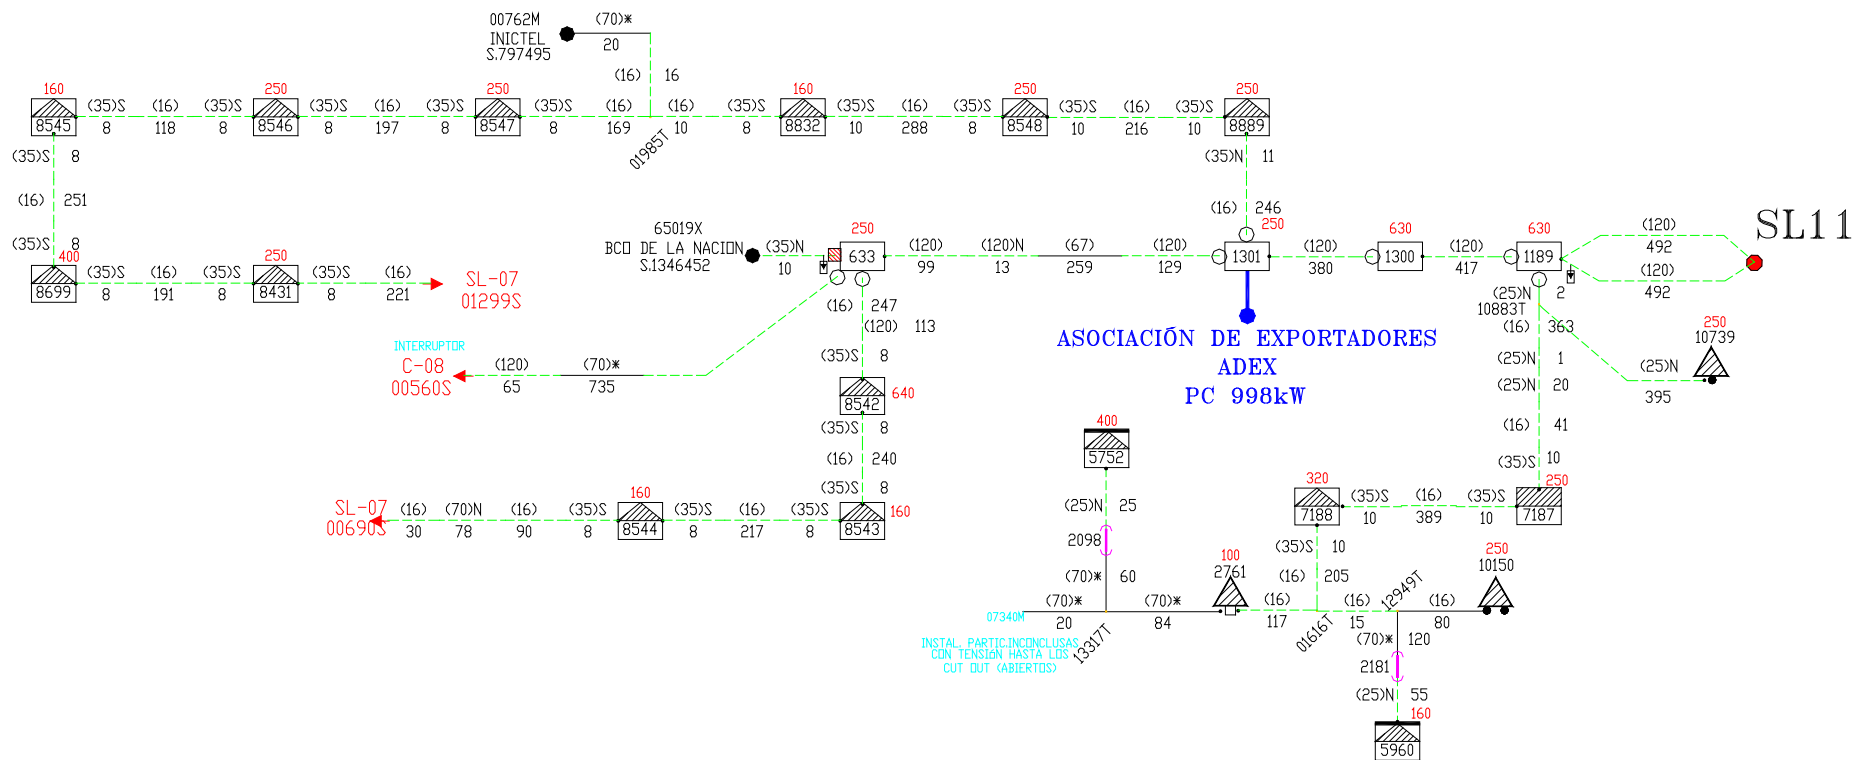 00762M
INICTEL
S.797495
(70)*
20
(16) 16
160
8545
(35)S (16) (35)S
8 118 8
250
8546
(35)S (16) (35)S
8 197 8
250
8547
(35)S (16) (16) (35)S
8 169 10 8
01985T
160
8832
(35)S (16) (35)S
10 288 8
250
8548
(35)S (16) (35)S
10 216 10
250
8889
(35)S 8
(16) 251
(35)S 8
400
8699
(35)S (16) (35)S
8 191 8
250
8431
(35)S (16)
8 221
SL-07
01299S
(35)N 11
(16) 246
65019X
BCO DE LA NACION
S.1346452
(35)N
10
250
633
(120) (120)N (67) (120)
99 13 259 129
250
1301
(120)
380
630
1300
(120)
417
630
1189
(120)
492
(120)
492
SL11
ASOCIACIÓN DE EXPORTADORES
ADEX
PC 998kW
(16) 247
(120) 113
(35)S 8
INTERRUPTOR
C-08
00560S
(120) (70)*
65 735
8542
640
(35)S 8
(16) 240
(35)S 8
SL-07
00690S
(16) (70)N (16) (35)S
30 78 90 8
160
8544
(35)S (16) (35)S
8 217 8
8543
160
(25)N 2
10883T
(16) 363
(25)N 1
(25)N 20
(16) 41
(35)S 10
250
10739
(25)N
395
400
5752
(25)N 25
2098
(70)* 60
07340M
(70)* (70)*
20 84
13317T
INSTAL. PARTIC.INCONCLUSAS
CON TENSIÓN HASTA LOS
CUT OUT (ABIERTOS)
100
2761
(16)
117
320
7188
(35)S (16) (35)S
10 389 10
250
7187
(35)S 10
(16) 205
01616T
(16)
15
12949T
(16)
80
250
10150
(70)* 120
2181
(25)N 55
160
5960